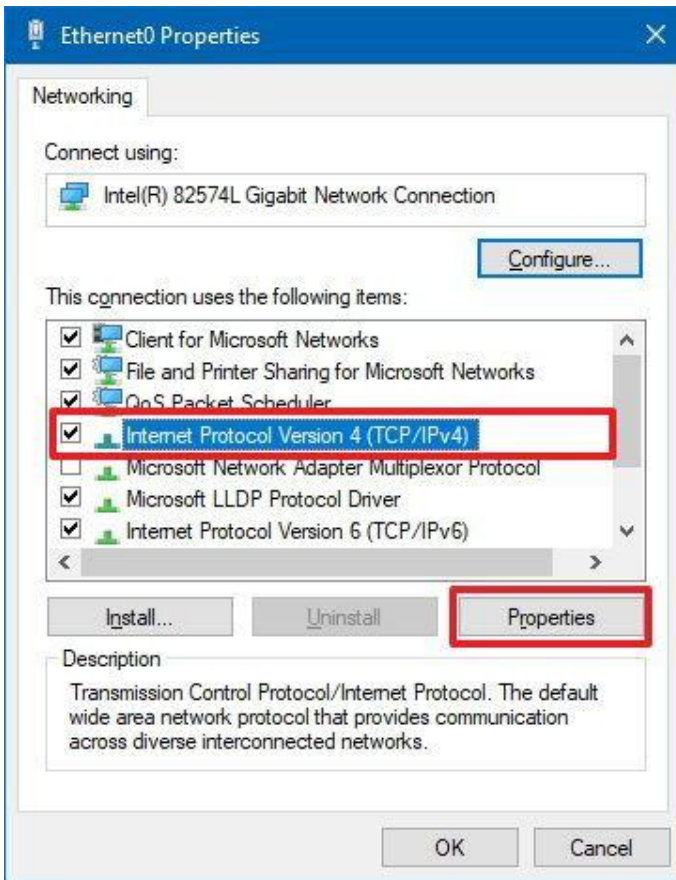 Ethernet0 Properties
Networking
Connect using:
Intel(R) 82574L Gigabit Network Connection
Configure...
This connection uses the following items:
Client for Microsoft Networks
File and Printer Sharing for Microsoft Networks
QoS Packet Scheduler
Internet Protocol Version 4 (TCP/IPv4)
Microsoft Network Adapter Multiplexor Protocol
Microsoft LLDP Protocol Driver
Internet Protocol Version 6 (TCP/IPv6)
Install...
Uninstall
Properties
Description
Transmission Control Protocol/Internet Protocol. The default
wide area network protocol that provides communication
across diverse interconnected networks.
OK
Cancel